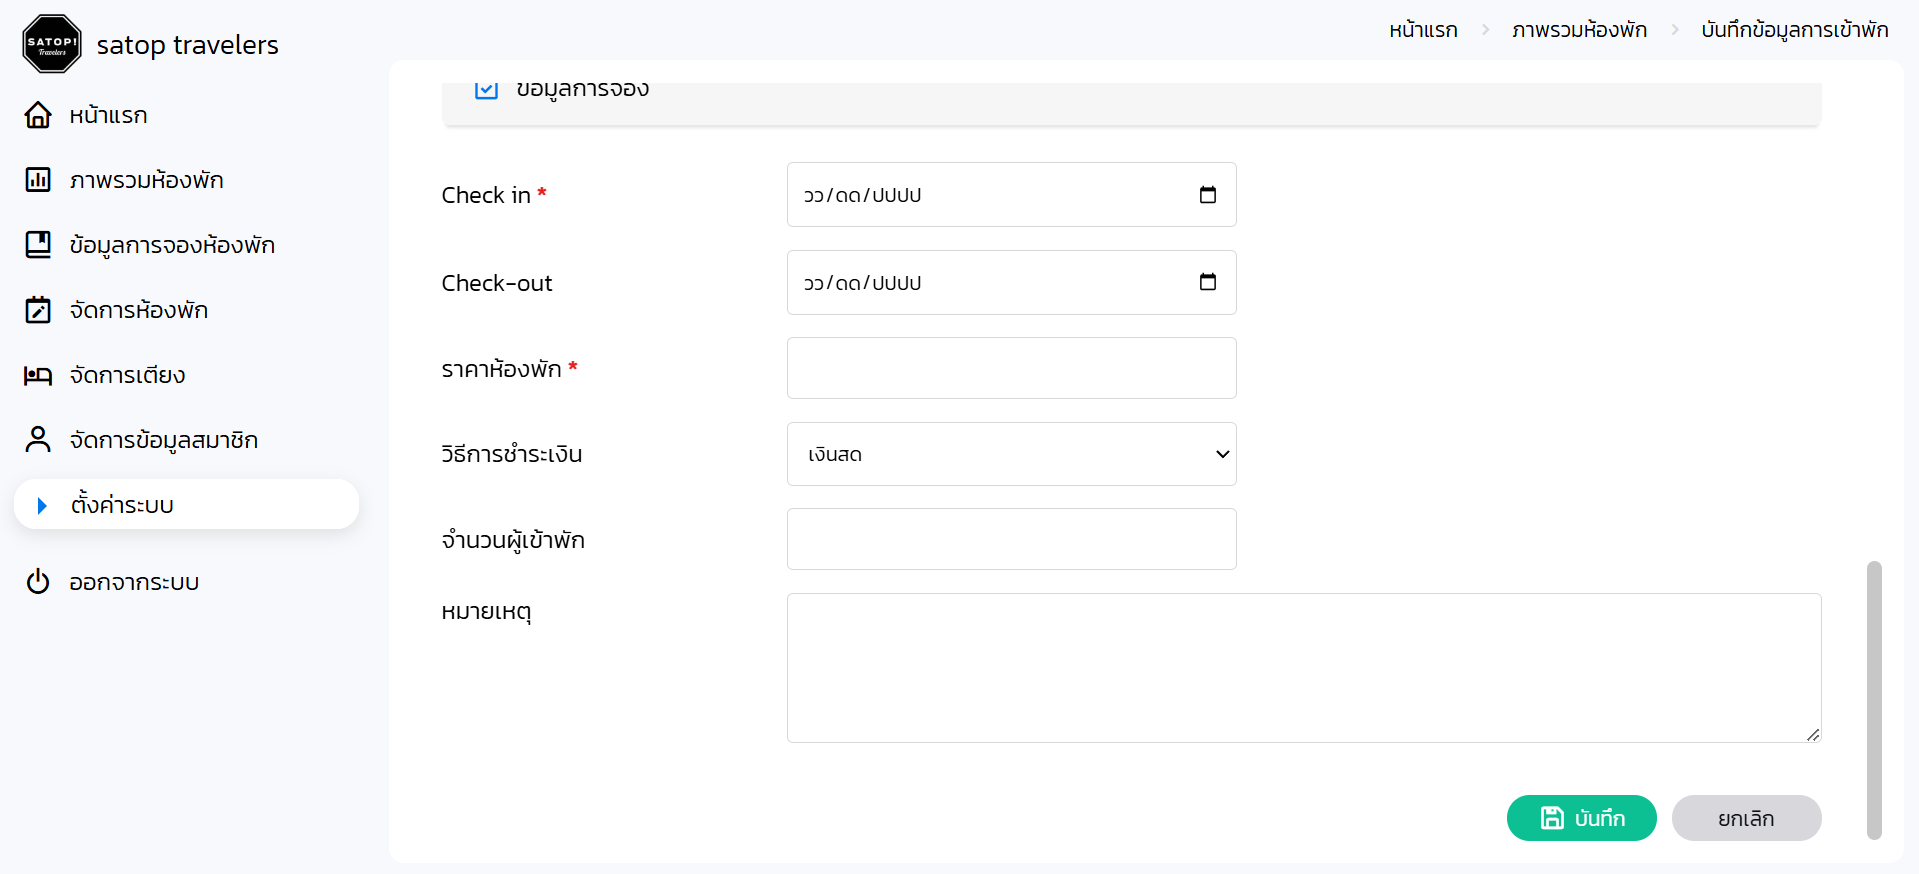 SATOP!
Travelers
satop travelers
หน้าแรก
ภาพรวมห้องพัก
ข้อมูลการจองห้องพัก
จัดการห้องพัก
จัดการเตียง
จัดการข้อมูลสมาชิก
ตั้งค่าระบบ
ออกจากระบบ
หน้าแรก > ภาพรวมห้องพัก > บันทึกข้อมูลการเข้าพัก
ข้อมูลการจอง
Check in *
วว/ดด/ปปปป
Check-out
วว/ดด/ปปปป
ราคาห้องพัก *
วิธีการชำระเงิน
เงินสด
จำนวนผู้เข้าพัก
หมายเหตุ
บันทึก
ยกเลิก